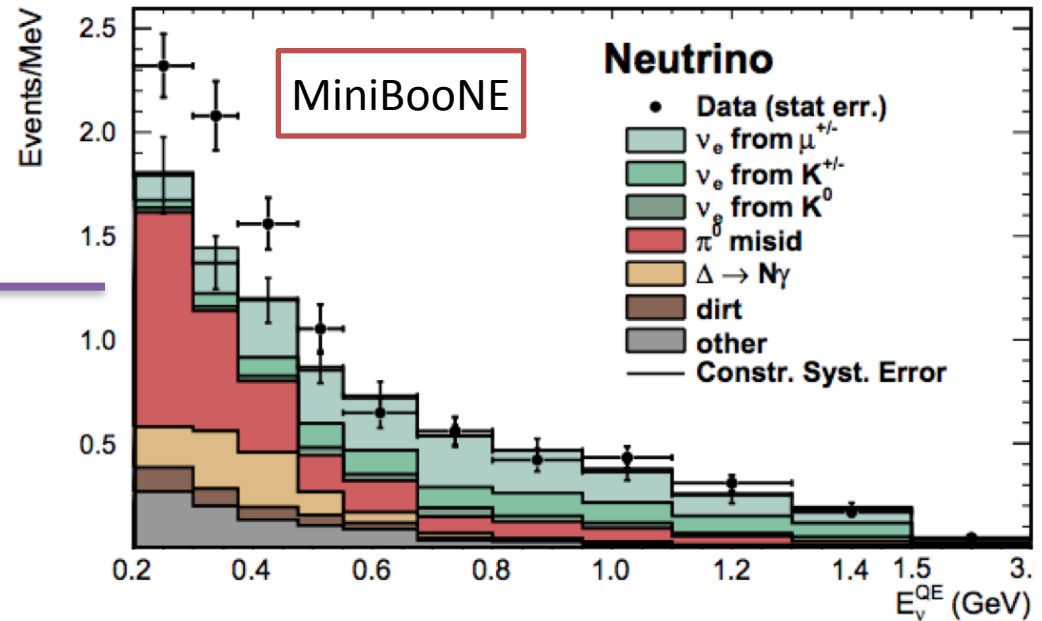 Events/MeV
2.5
2.0
1.5
1.0
0.5
MiniBooNE
Neutrino
Data (stat err.)
νe from μ+/-
νe from K+/-
νe from K0
π0 misid
Δ → Nγ
dirt
other
Constr. Syst. Error
0.2 0.4 0.6 0.8 1.0 1.2 1.4 1.5 3.
EνQE (GeV)